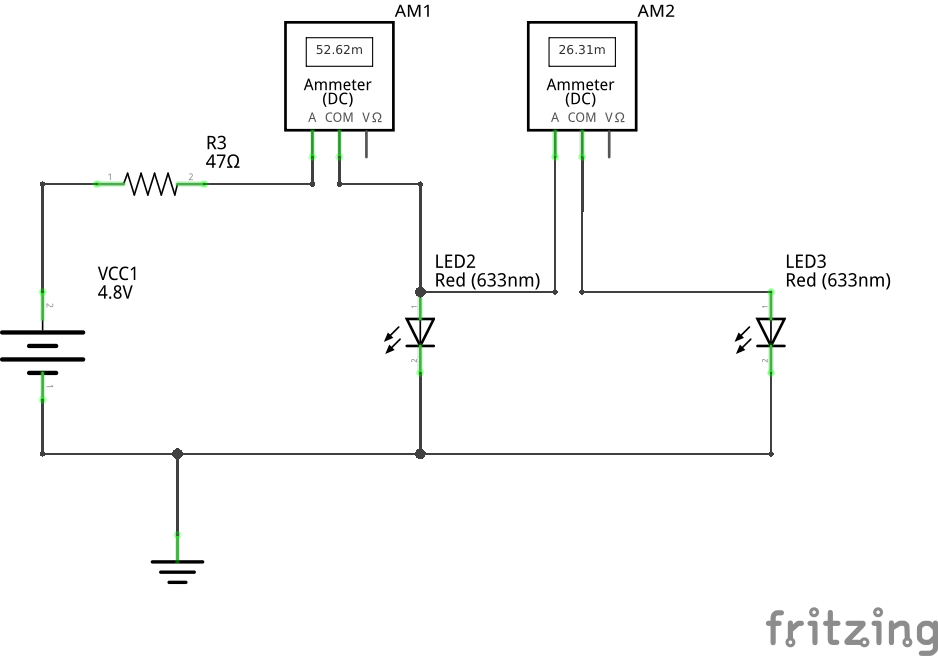 AM1
AM2
52.62m
26.31m
Ammeter
(DC)
A COM VΩ
Ammeter
(DC)
A COM VΩ
R3
47Ω
1
2
VCC1
4.8V
2
1
LED2
Red (633nm)
1
2
LED3
Red (633nm)
1
2
fritzing